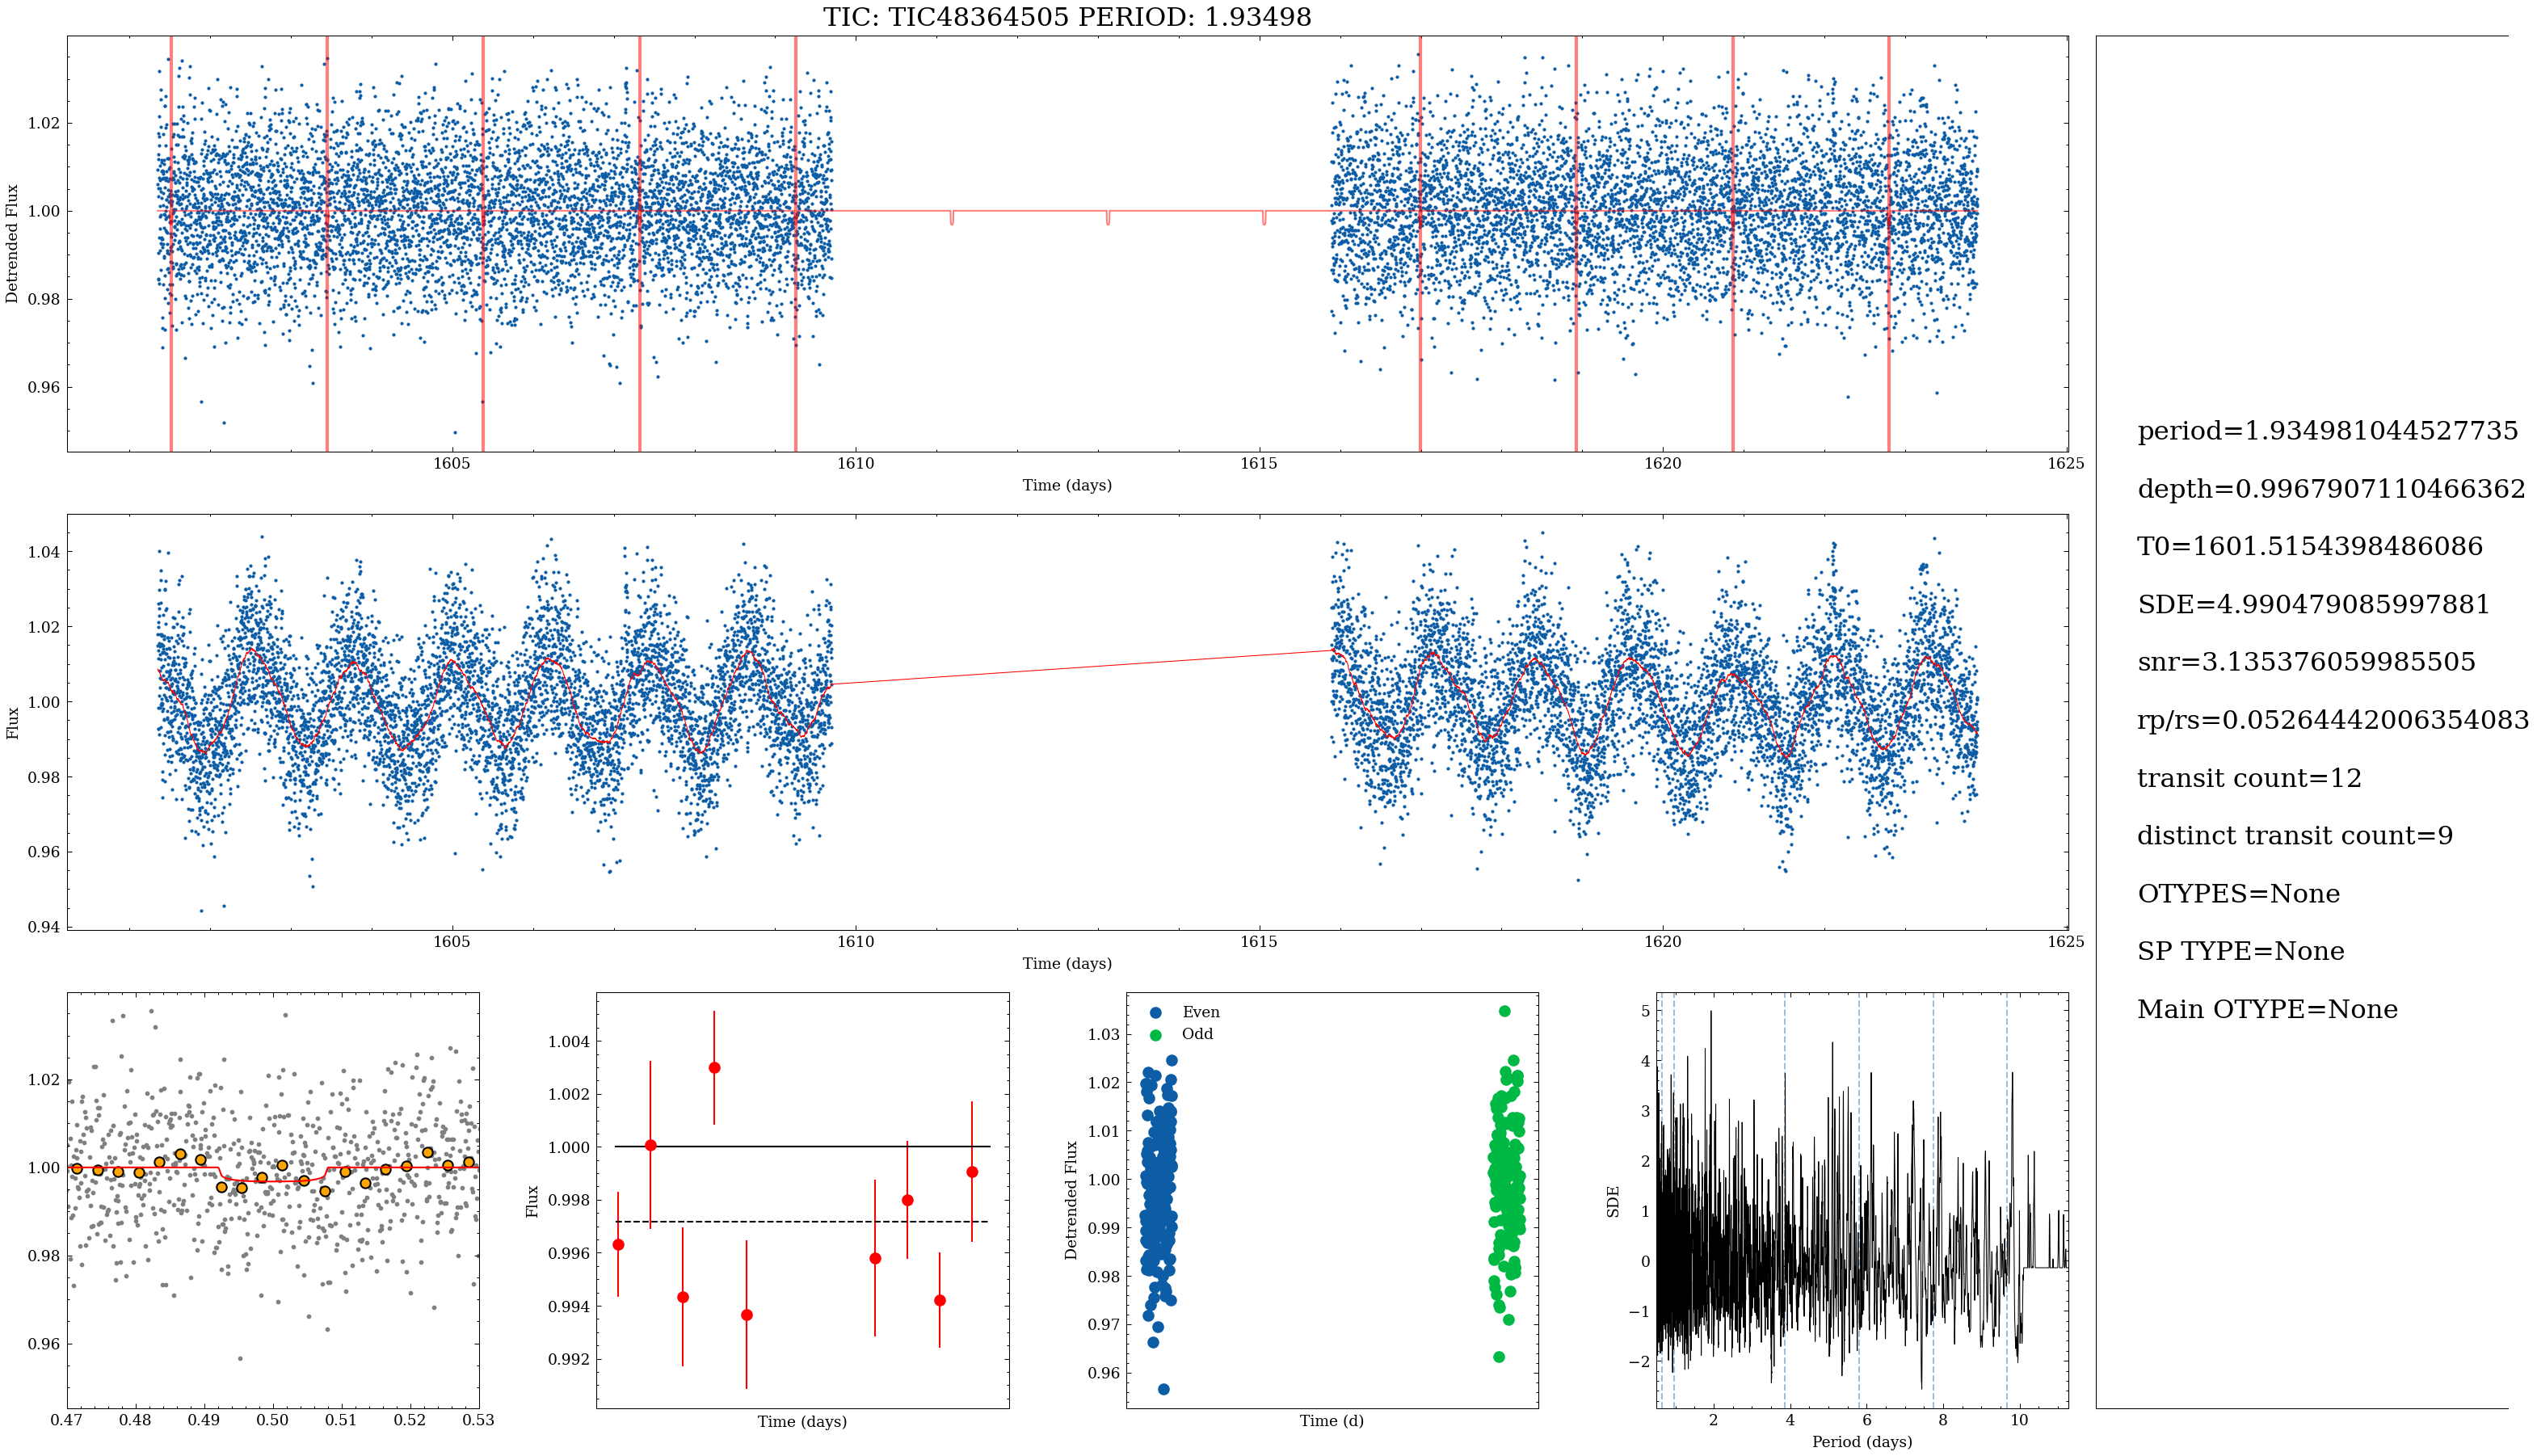 TIC: TIC48364505 PERIOD: 1.93498
Detrended Flux
1.02
1.00
0.98
0.96
1605
1610
1615
1620
1625
Time (days)
Flux
1.04
1.02
1.00
0.98
0.96
0.94
1605
1610
1615
1620
1625
Time (days)
period=1.934981044527735
depth=0.9967907110466362
T0=1601.5154398486086
SDE=4.990479085997881
snr=3.135376059985505
rp/rs=0.05264442006354083
transit count=12
distinct transit count=9
OTYPES=None
SP TYPE=None
Main OTYPE=None
1.02
1.00
0.98
0.96
0.47
0.48
0.49
0.50
0.51
0.52
0.53
Flux
1.004
1.002
1.000
0.998
0.996
0.994
0.992
Time (days)
Detrended Flux
1.03
1.02
1.01
1.00
0.99
0.98
0.97
0.96
Even
Odd
Time (d)
SDE
5
4
3
2
1
0
−1
−2
2
4
6
8
10
Period (days)